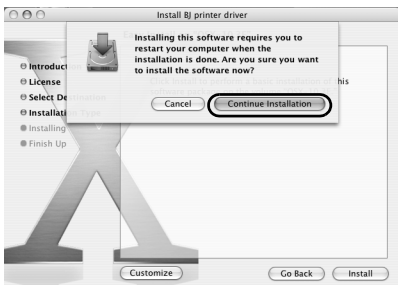 Install BJ printer driver
Installing this software requires you to
restart your computer when the
installation is done. Are you sure you want
to install the software now?
Cancel
Continue Installation
Introduct
License
Select De
Installati
Installing
Finish Up
this
Customize
Go Back
Install